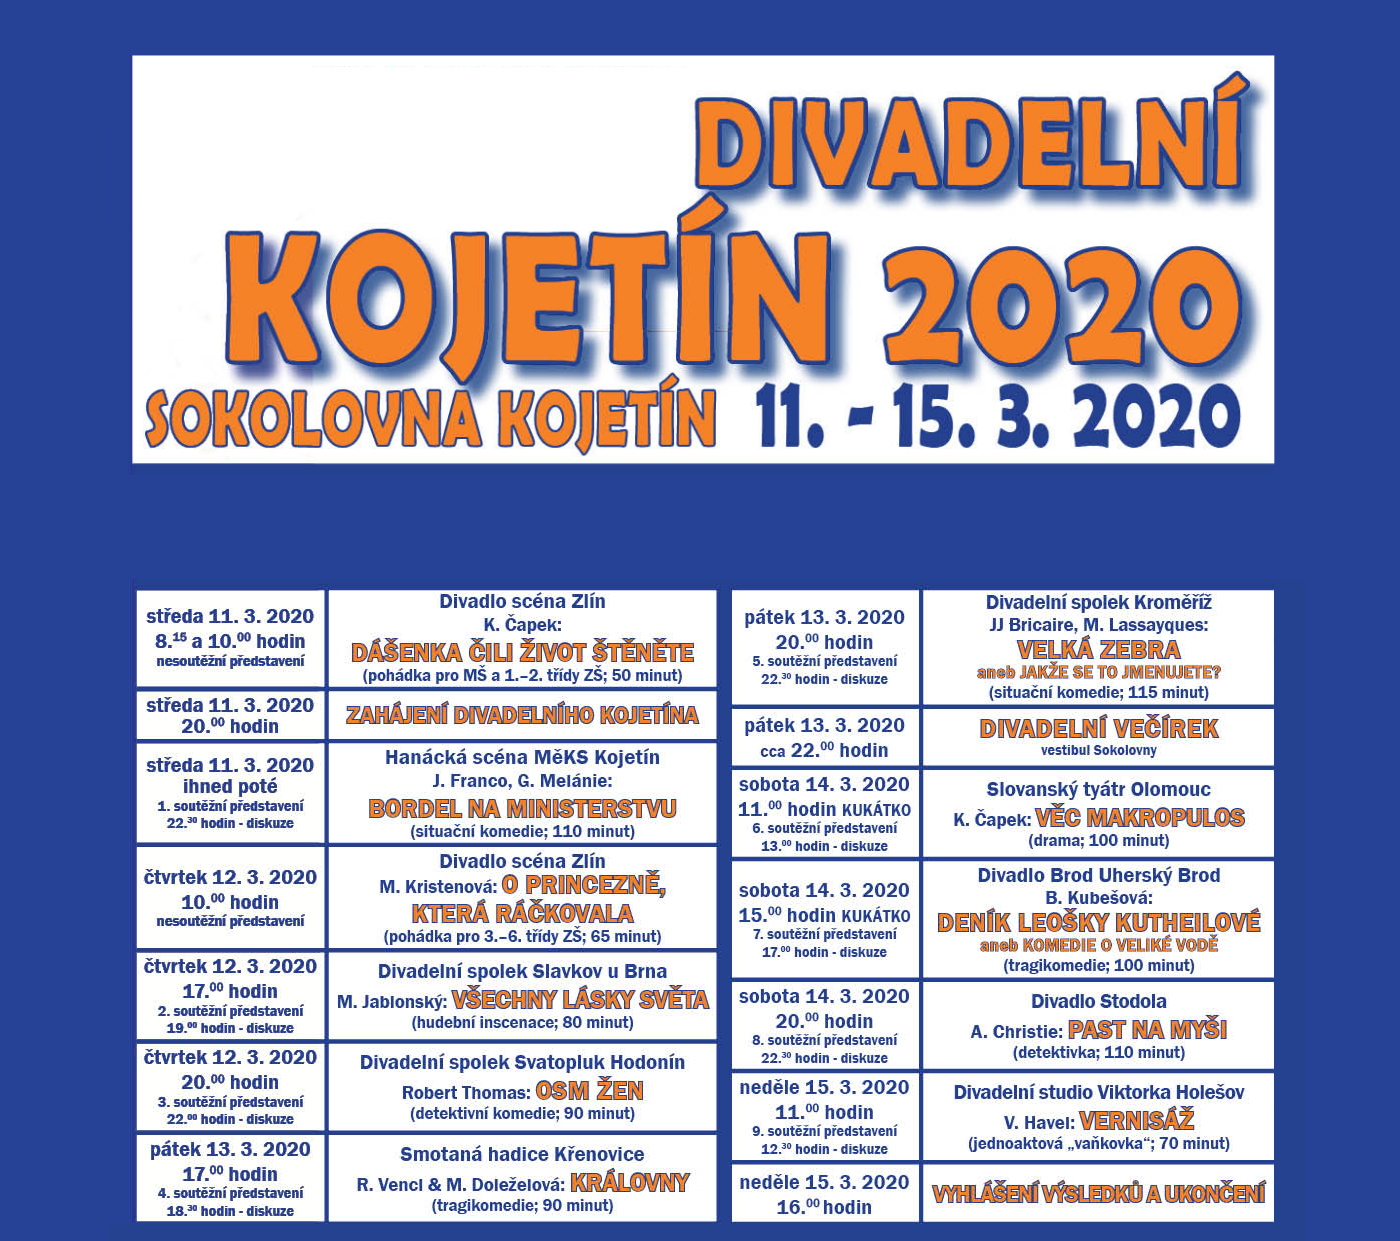 DIVADELNÍ
KOJETÍN 2020
SOKOLOVNA KOJETÍN 11. - 15. 3. 2020
středa 11. 3. 2020
8.15 a 10.00 hodin
nesoutěžní představení
Divadlo scéna Zlín
K. Čapek:
DÁŠENKA ČILI ŽIVOT ŠTĚNĚTE
(pohádka pro MŠ a 1.–2. třídy ZŠ; 50 minut)
středa 11. 3. 2020
20.00 hodin
ZAHÁJENÍ DIVADELNÍHO KOJETÍNA
středa 11. 3. 2020
ihned poté
1. soutěžní představení
22.30 hodin - diskuze
Hanácká scéna MěKS Kojetín
J. Franco, G. Melánie:
BORDEL NA MINISTERSTVU
(situační komedie; 110 minut)
čtvrtek 12. 3. 2020
10.00 hodin
nesoutěžní představení
Divadlo scéna Zlín
M. Kristenová: O PRINCEZNĚ,
KTERÁ RÁČKOVALA
(pohádka pro 3.–6. třídy ZŠ; 65 minut)
čtvrtek 12. 3. 2020
17.00 hodin
2. soutěžní představení
19.00 hodin - diskuze
Divadelní spolek Slavkov u Brna
M. Jablonský: VŠECHNY LÁSKY SVĚTA
(hudební inscenace; 80 minut)
čtvrtek 12. 3. 2020
20.00 hodin
3. soutěžní představení
22.00 hodin - diskuze
Divadelní spolek Svatopluk Hodonín
Robert Thomas: OSM ŽEN
(detektivní komedie; 90 minut)
pátek 13. 3. 2020
17.00 hodin
4. soutěžní představení
18.30 hodin - diskuze
Smotaná hadice Křenovice
R. Vencl & M. Doleželová: KRÁLOVNY
(tragikomedie; 90 minut)
pátek 13. 3. 2020
20.00 hodin
5. soutěžní představení
22.30 hodin - diskuze
Divadelní spolek Kroměříž
JJ Bricaire, M. Lassayques:
VELKÁ ZEBRA
aneb JAKŽE SE TO JMENUJETE?
(situační komedie; 115 minut)
pátek 13. 3. 2020
cca 22.00 hodin
DIVADELNÍ VEČÍREK
vestibul Sokolovny
sobota 14. 3. 2020
11.00 hodin KUKÁTKO
6. soutěžní představení
13.00 hodin - diskuze
Slovanský tyátr Olomouc
K. Čapek: VĚC MAKROPULOS
(drama; 100 minut)
sobota 14. 3. 2020
15.00 hodin KUKÁTKO
7. soutěžní představení
17.00 hodin - diskuze
Divadlo Brod Uherský Brod
B. Kubešová:
DENÍK LEOŠKY KUTHEILOVÉ
aneb KOMEDIE O VELIKÉ VODĚ
(tragikomedie; 100 minut)
sobota 14. 3. 2020
20.00 hodin
8. soutěžní představení
22.30 hodin - diskuze
Divadlo Stodola
A. Christie: PAST NA MYŠI
(detektivka; 110 minut)
neděle 15. 3. 2020
11.00 hodin
9. soutěžní představení
12.30 hodin - diskuze
Divadelní studio Viktorka Holešov
V. Havel: VERNISÁŽ
(jednoaktová „vaňkovka“; 70 minut)
neděle 15. 3. 2020
16.00 hodin
VYHLÁŠENÍ VÝSLEDKŮ A UKONČENÍ